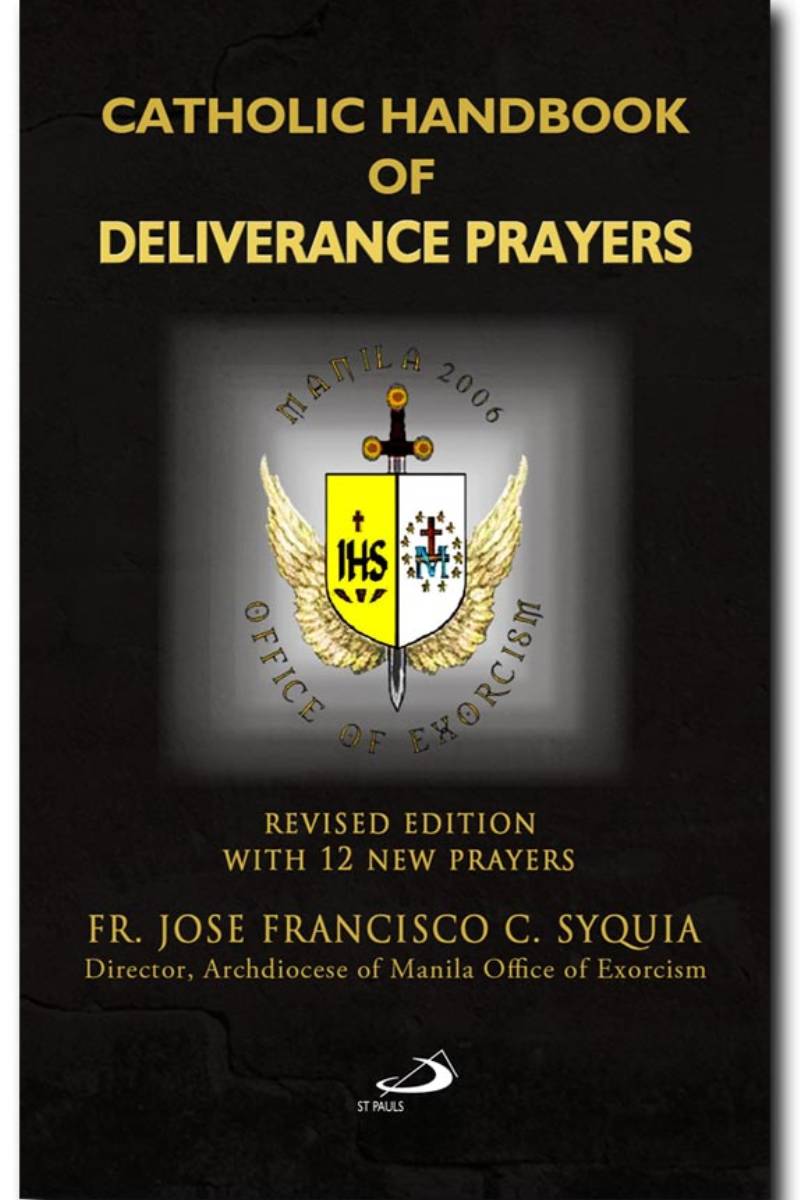 CATHOLIC HANDBOOK
OF
DELIVERANCE PRAYERS
MANILA 2006
IHS
M
OFFICE OF EXORCISM
REVISED EDITION
WITH 12 NEW PRAYERS
FR. JOSE FRANCISCO C. SYQUIA
Director, Archdiocese of Manila Office of Exorcism
ST PAULS